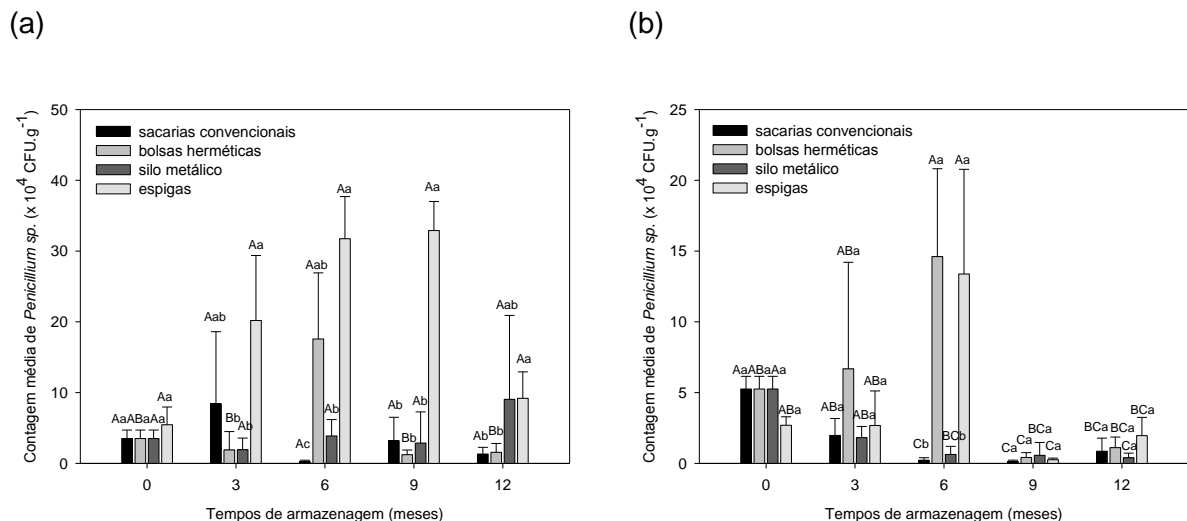 (a)
Contagem média de Penicillium sp. (x 10⁴ CFU.g⁻¹)
50
40
30
20
10
0
sacarias convencionais
bolsas herméticas
silo metálico
espigas
Aa ABa Aa Aa
Aab Bb Ab Aa
Ac Aab Ab Aa
Ab Bb Ab Aa
Ab Bb Aab Aa
0 3 6 9 12
Tempos de armazenagem (meses)
(b)
Contagem média de Penicillium sp. (x 10⁴ CFU.g⁻¹)
25
20
15
10
5
0
sacarias convencionais
bolsas herméticas
silo metálico
espigas
Aa ABa Aa ABa
ABa ABa ABa ABa
Cb Aa BCb Aa
Ca Ca BCa Ca
BCa BCa Ca BCa
0 3 6 9 12
Tempos de armazenagem (meses)